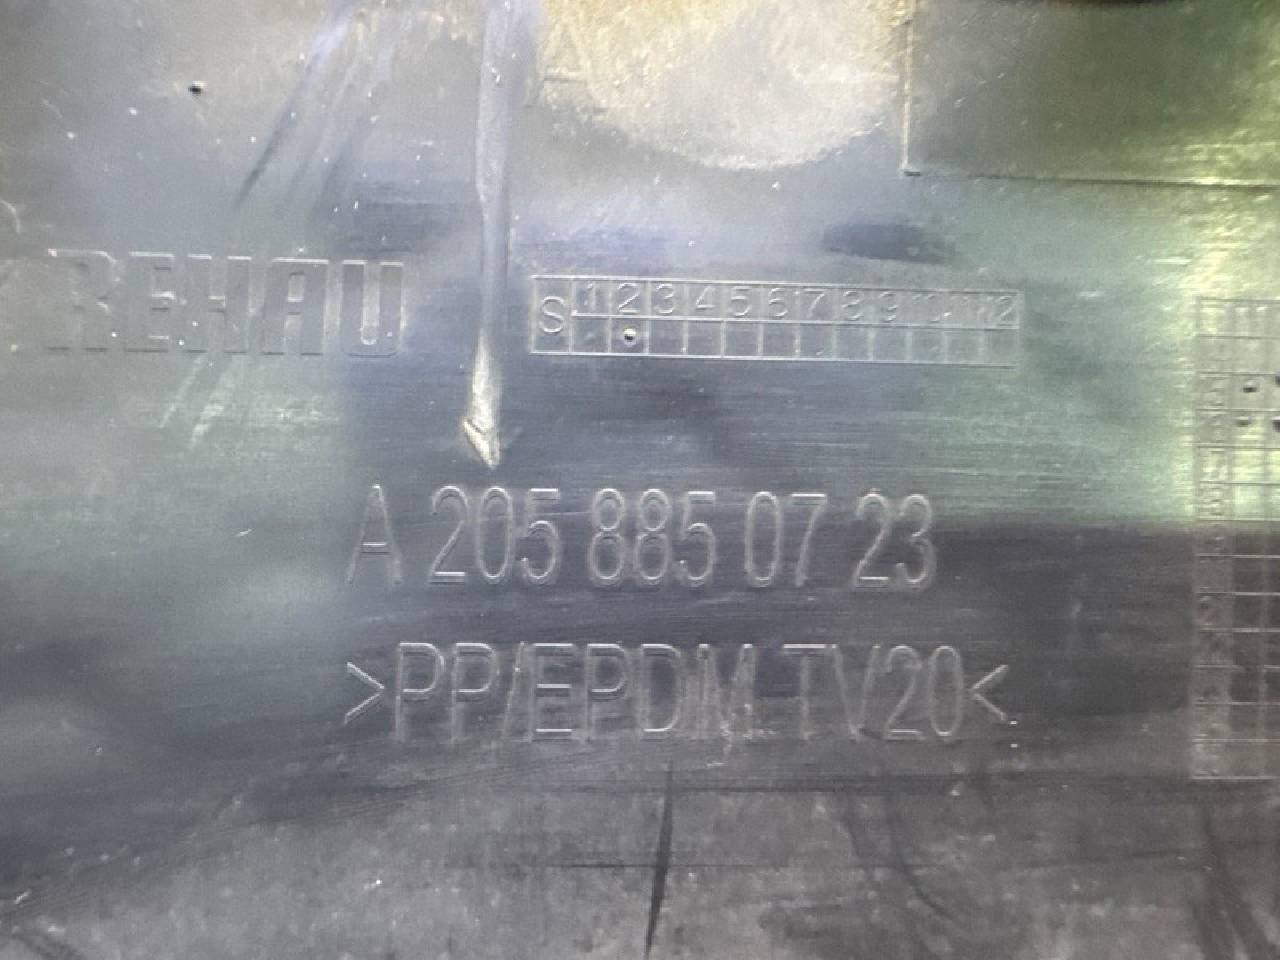 REHAU
S 1 2 3 4 5 6 7 8 9 10 11 12
A 205 885 07 23
>PP/EPDM TV20<